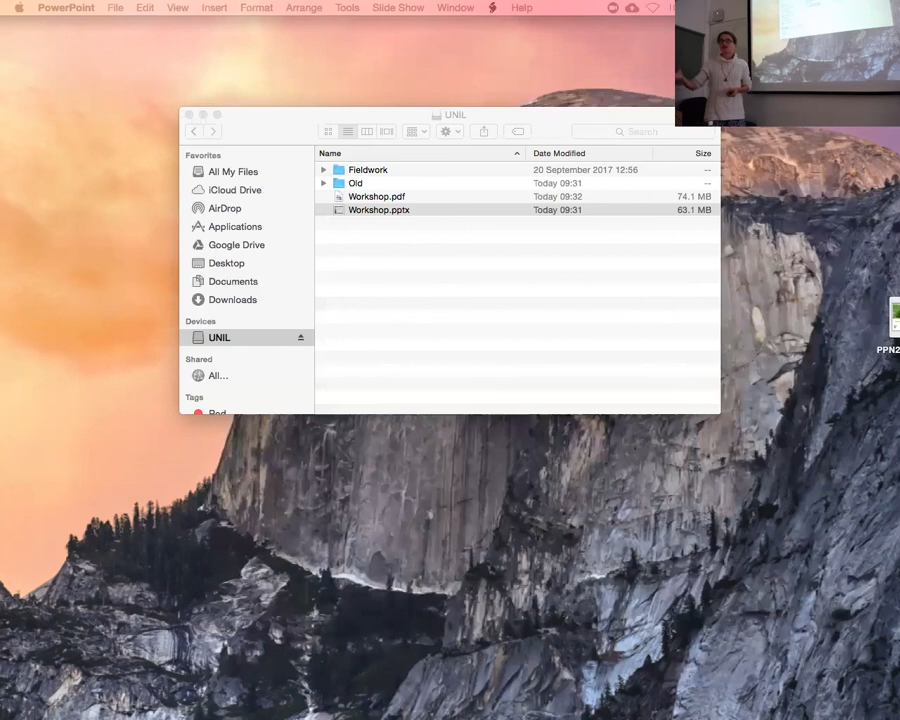 PowerPoint File Edit View Insert Format Arrange Tools Slide Show Window Help
UNIL
Search
Favorites
All My Files
iCloud Drive
AirDrop
Applications
Google Drive
Desktop
Documents
Downloads
Devices
UNIL
Shared
All...
Tags
Red
Name Date Modified Size
Fieldwork 20 September 2017 12:56 --
Old Today 09:31 --
Workshop.pdf Today 09:32 74.1 MB
Workshop.pptx Today 09:31 63.1 MB
PPN2